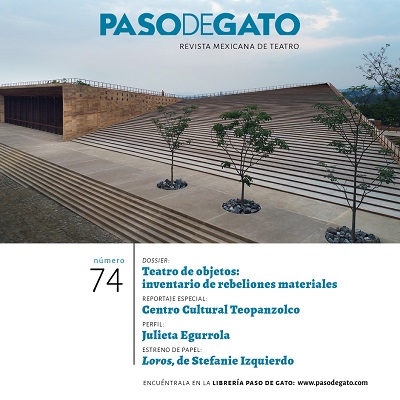 PASODEGATO
REVISTA MEXICANA DE TEATRO
número
74
DOSSIER:
Teatro de objetos:
inventario de rebeliones materiales
REPORTAJE ESPECIAL:
Centro Cultural Teopanzolco
PERFIL:
Julieta Egurrola
ESTRENO DE PAPEL:
Loros, de Stefanie Izquierdo
ENCUÉNTRALA EN LA LIBRERÍA PASO DE GATO: www.pasodegato.com